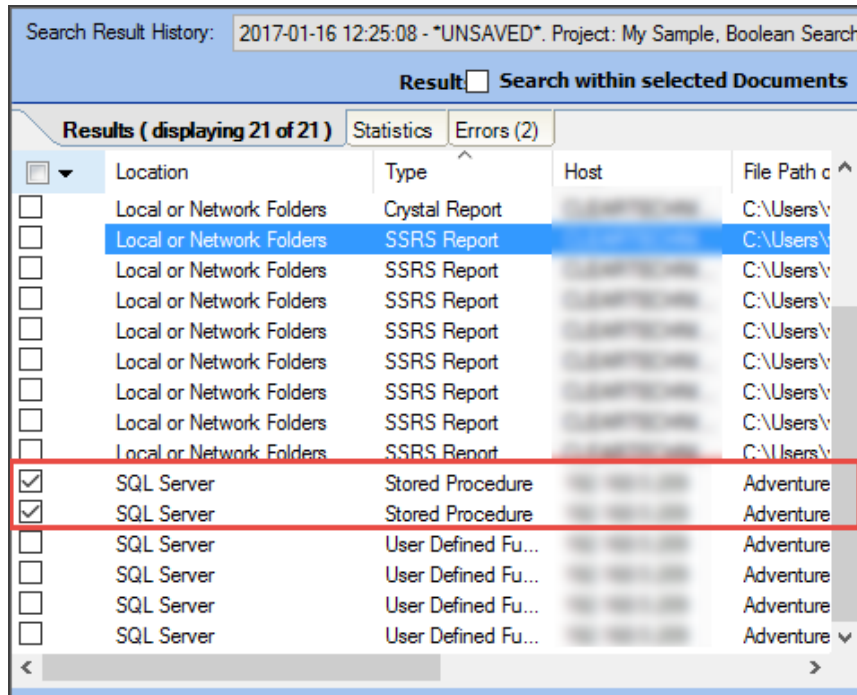 Search Result History: 2017-01-16 12:25:08 - *UNSAVED*. Project: My Sample, Boolean Search
Result: Search within selected Documents
Results ( displaying 21 of 21 ) Statistics Errors (2)
Location Type Host File Path
Local or Network Folders Crystal Report C:\Users\
Local or Network Folders SSRS Report C:\Users\
Local or Network Folders SSRS Report C:\Users\
Local or Network Folders SSRS Report C:\Users\
Local or Network Folders SSRS Report C:\Users\
Local or Network Folders SSRS Report C:\Users\
Local or Network Folders SSRS Report C:\Users\
Local or Network Folders SSRS Report C:\Users\
Local or Network Folders SSRS Report C:\Users\
SQL Server Stored Procedure Adventure
SQL Server Stored Procedure Adventure
SQL Server User Defined Fu... Adventure
SQL Server User Defined Fu... Adventure
SQL Server User Defined Fu... Adventure
SQL Server User Defined Fu... Adventure